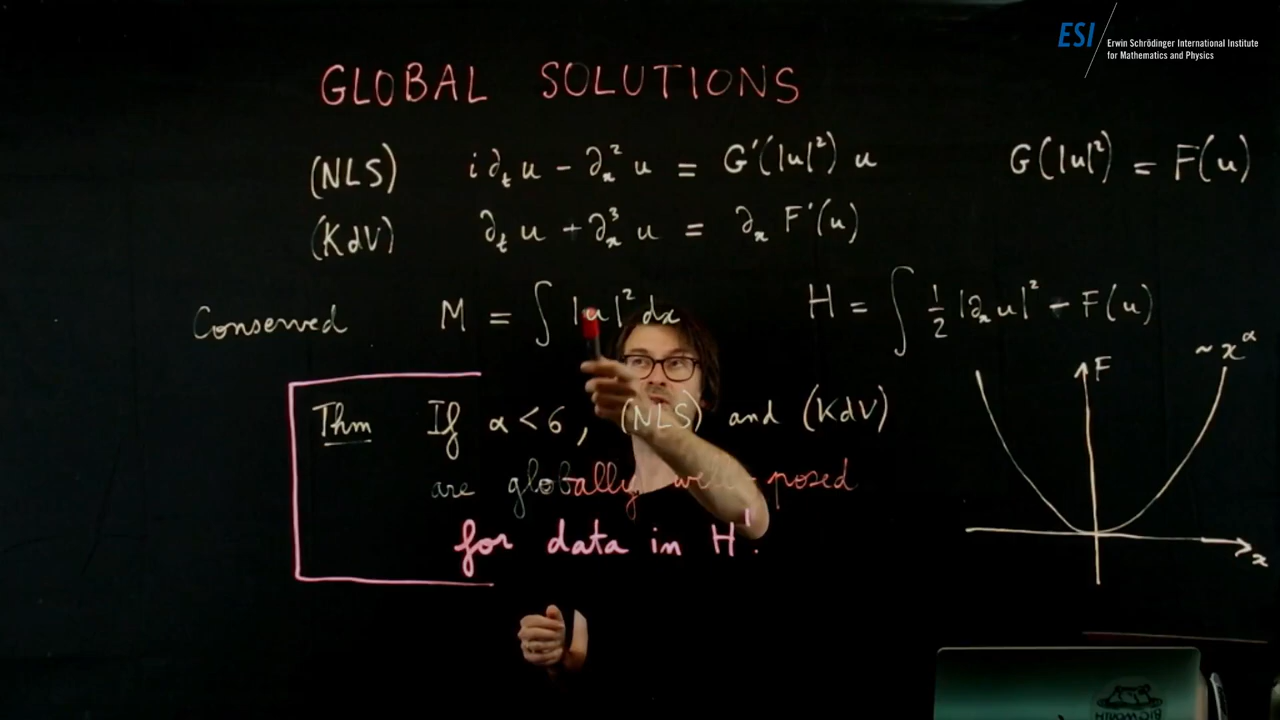 ESI Erwin Schrödinger International Institute
for Mathematics and Physics
GLOBAL SOLUTIONS
(NLS) i∂ₜu − ∂ₓ²u = G'(|u|²) u G(|u|²) = F(u)
(KdV) ∂ₜu + ∂ₓ³u = ∂ₓ F'(u)
Conserved M = ∫ |u|² dx H = ∫ ½ |∂ₓu|² − F(u)
F ~ x^α
Thm If α < 6, (NLS) and (KdV)
are globally well-posed
for data in H¹.
x